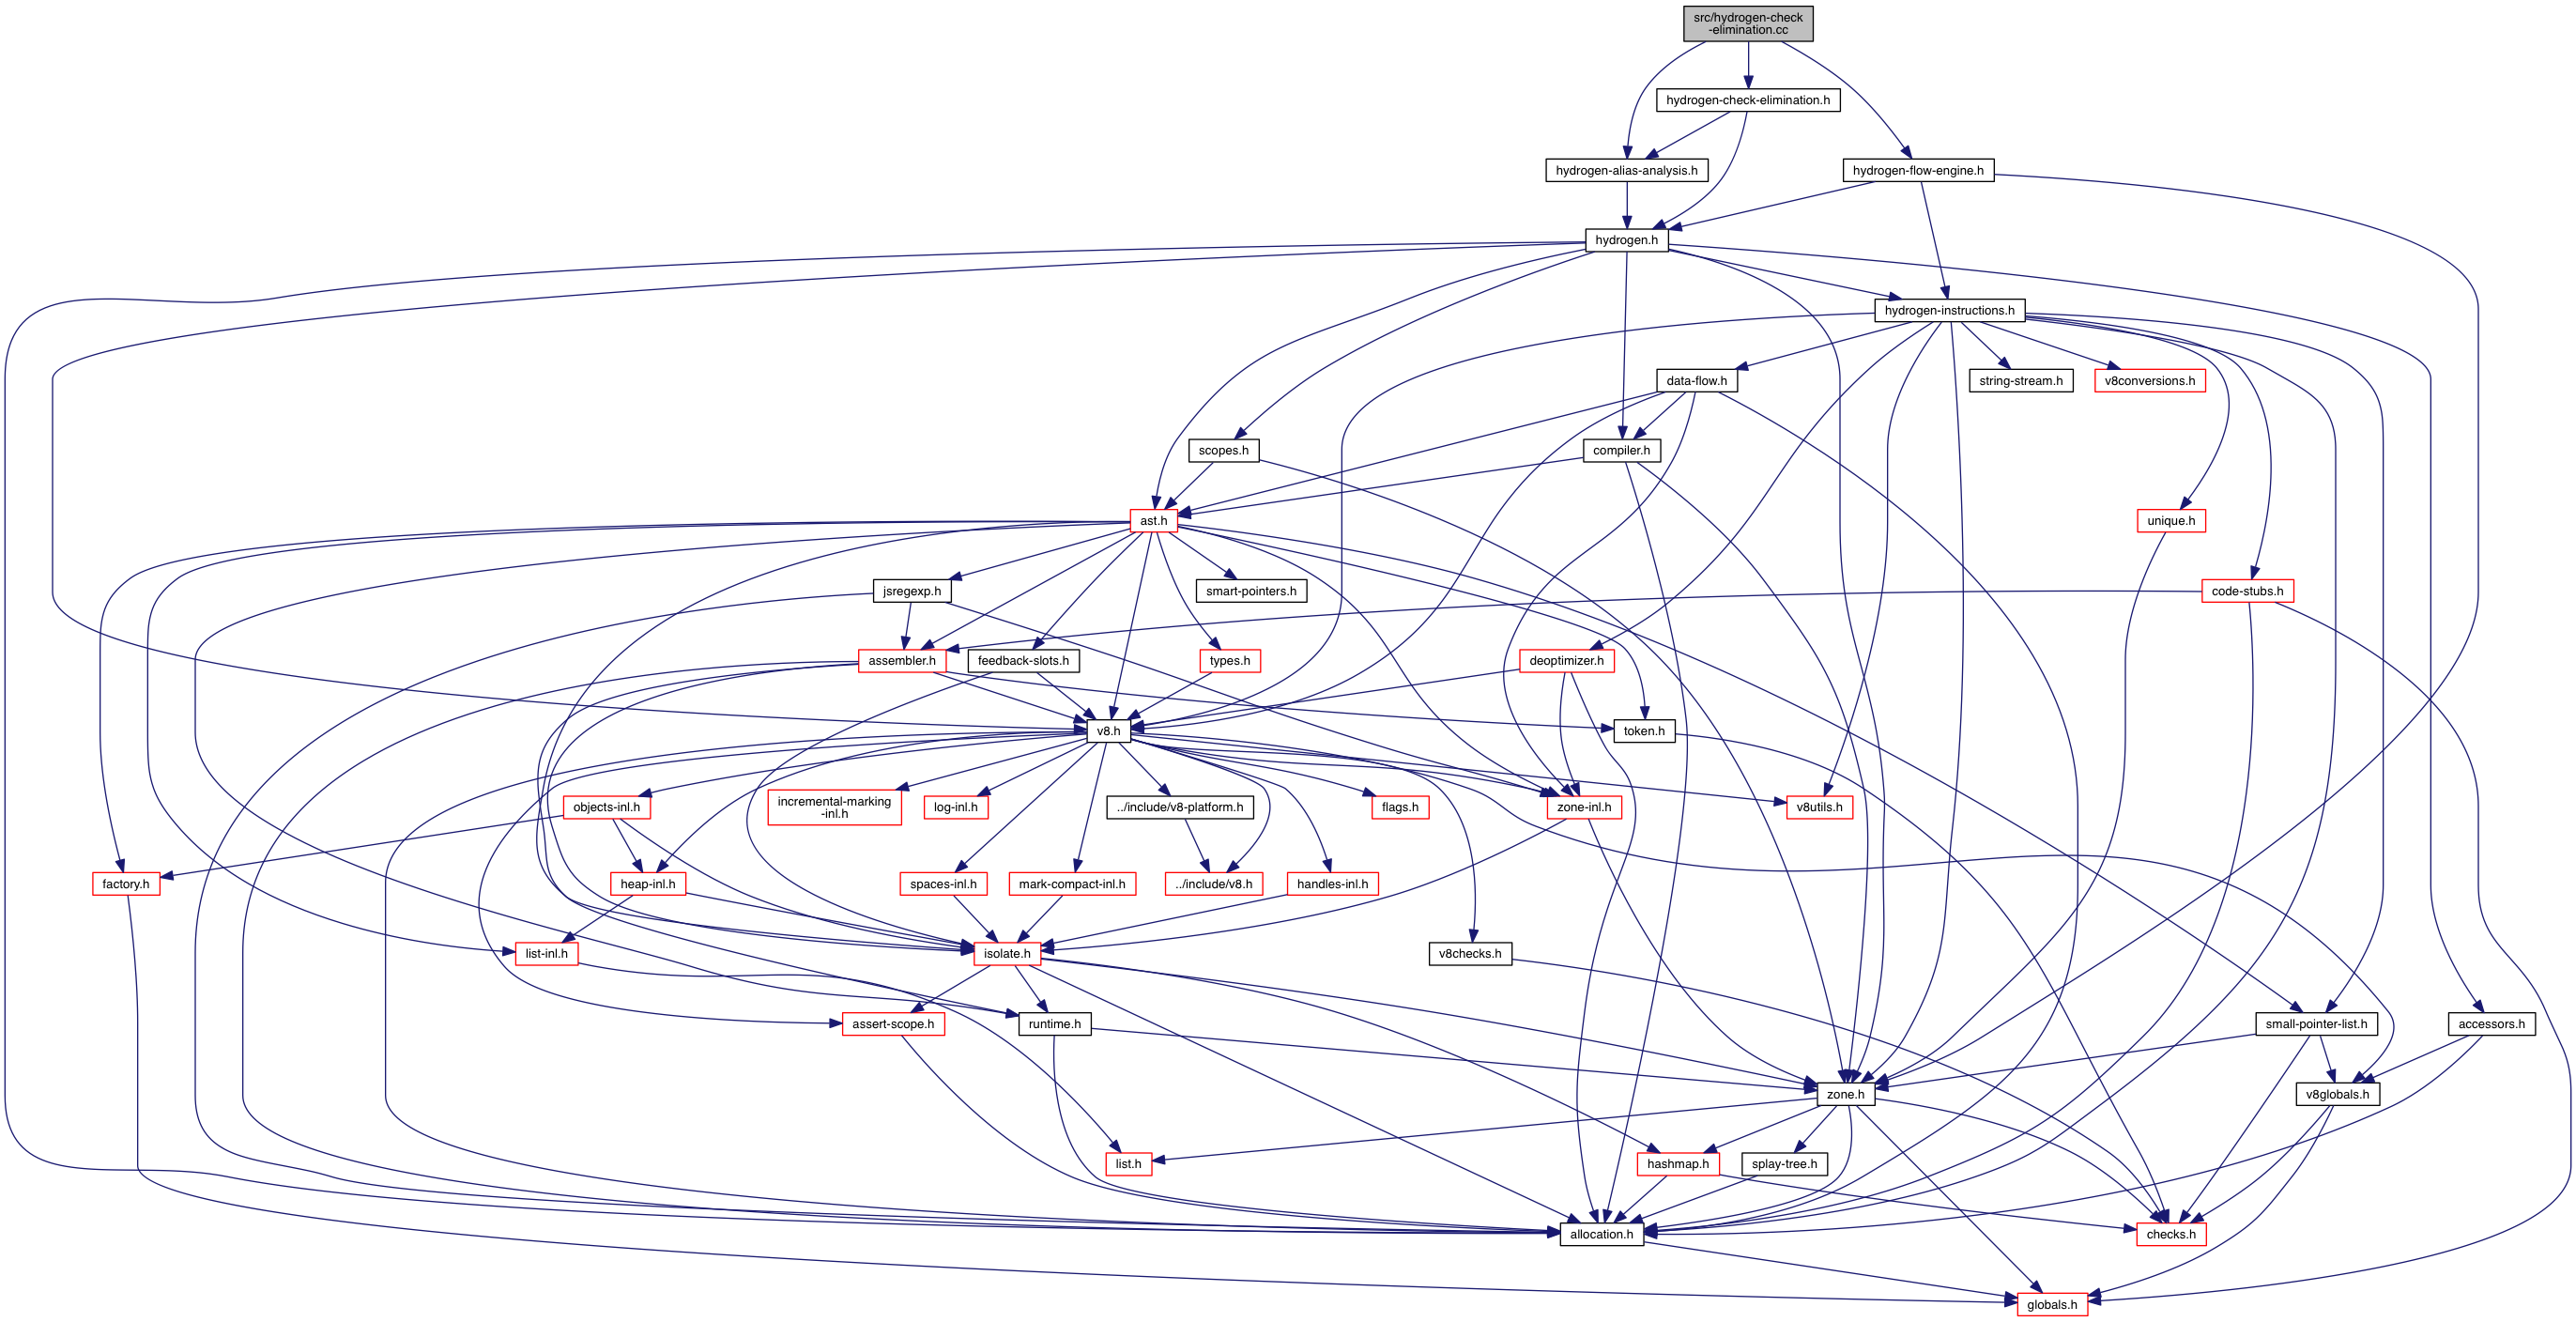 src/hydrogen-check
-elimination.cc
hydrogen-check-elimination.h
hydrogen-alias-analysis.h
hydrogen-flow-engine.h
hydrogen.h
hydrogen-instructions.h
data-flow.h
string-stream.h
v8conversions.h
scopes.h
compiler.h
ast.h
unique.h
jsregexp.h
smart-pointers.h
code-stubs.h
assembler.h
feedback-slots.h
types.h
deoptimizer.h
v8.h
token.h
objects-inl.h
incremental-marking
-inl.h
log-inl.h
../include/v8-platform.h
flags.h
zone-inl.h
v8utils.h
factory.h
heap-inl.h
spaces-inl.h
mark-compact-inl.h
../include/v8.h
handles-inl.h
list-inl.h
isolate.h
v8checks.h
assert-scope.h
runtime.h
small-pointer-list.h
accessors.h
zone.h
v8globals.h
list.h
hashmap.h
splay-tree.h
allocation.h
checks.h
globals.h